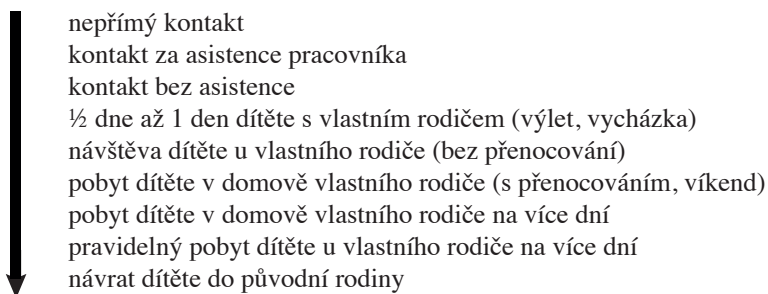 nepřímý kontakt
kontakt za asistence pracovníka
kontakt bez asistence
½ dne až 1 den dítěte s vlastním rodičem (výlet, vycházka)
návštěva dítěte u vlastního rodiče (bez přenocování)
pobyt dítěte v domově vlastního rodiče (s přenocováním, víkend)
pobyt dítěte v domově vlastního rodiče na více dní
pravidelný pobyt dítěte u vlastního rodiče na více dní
návrat dítěte do původní rodiny